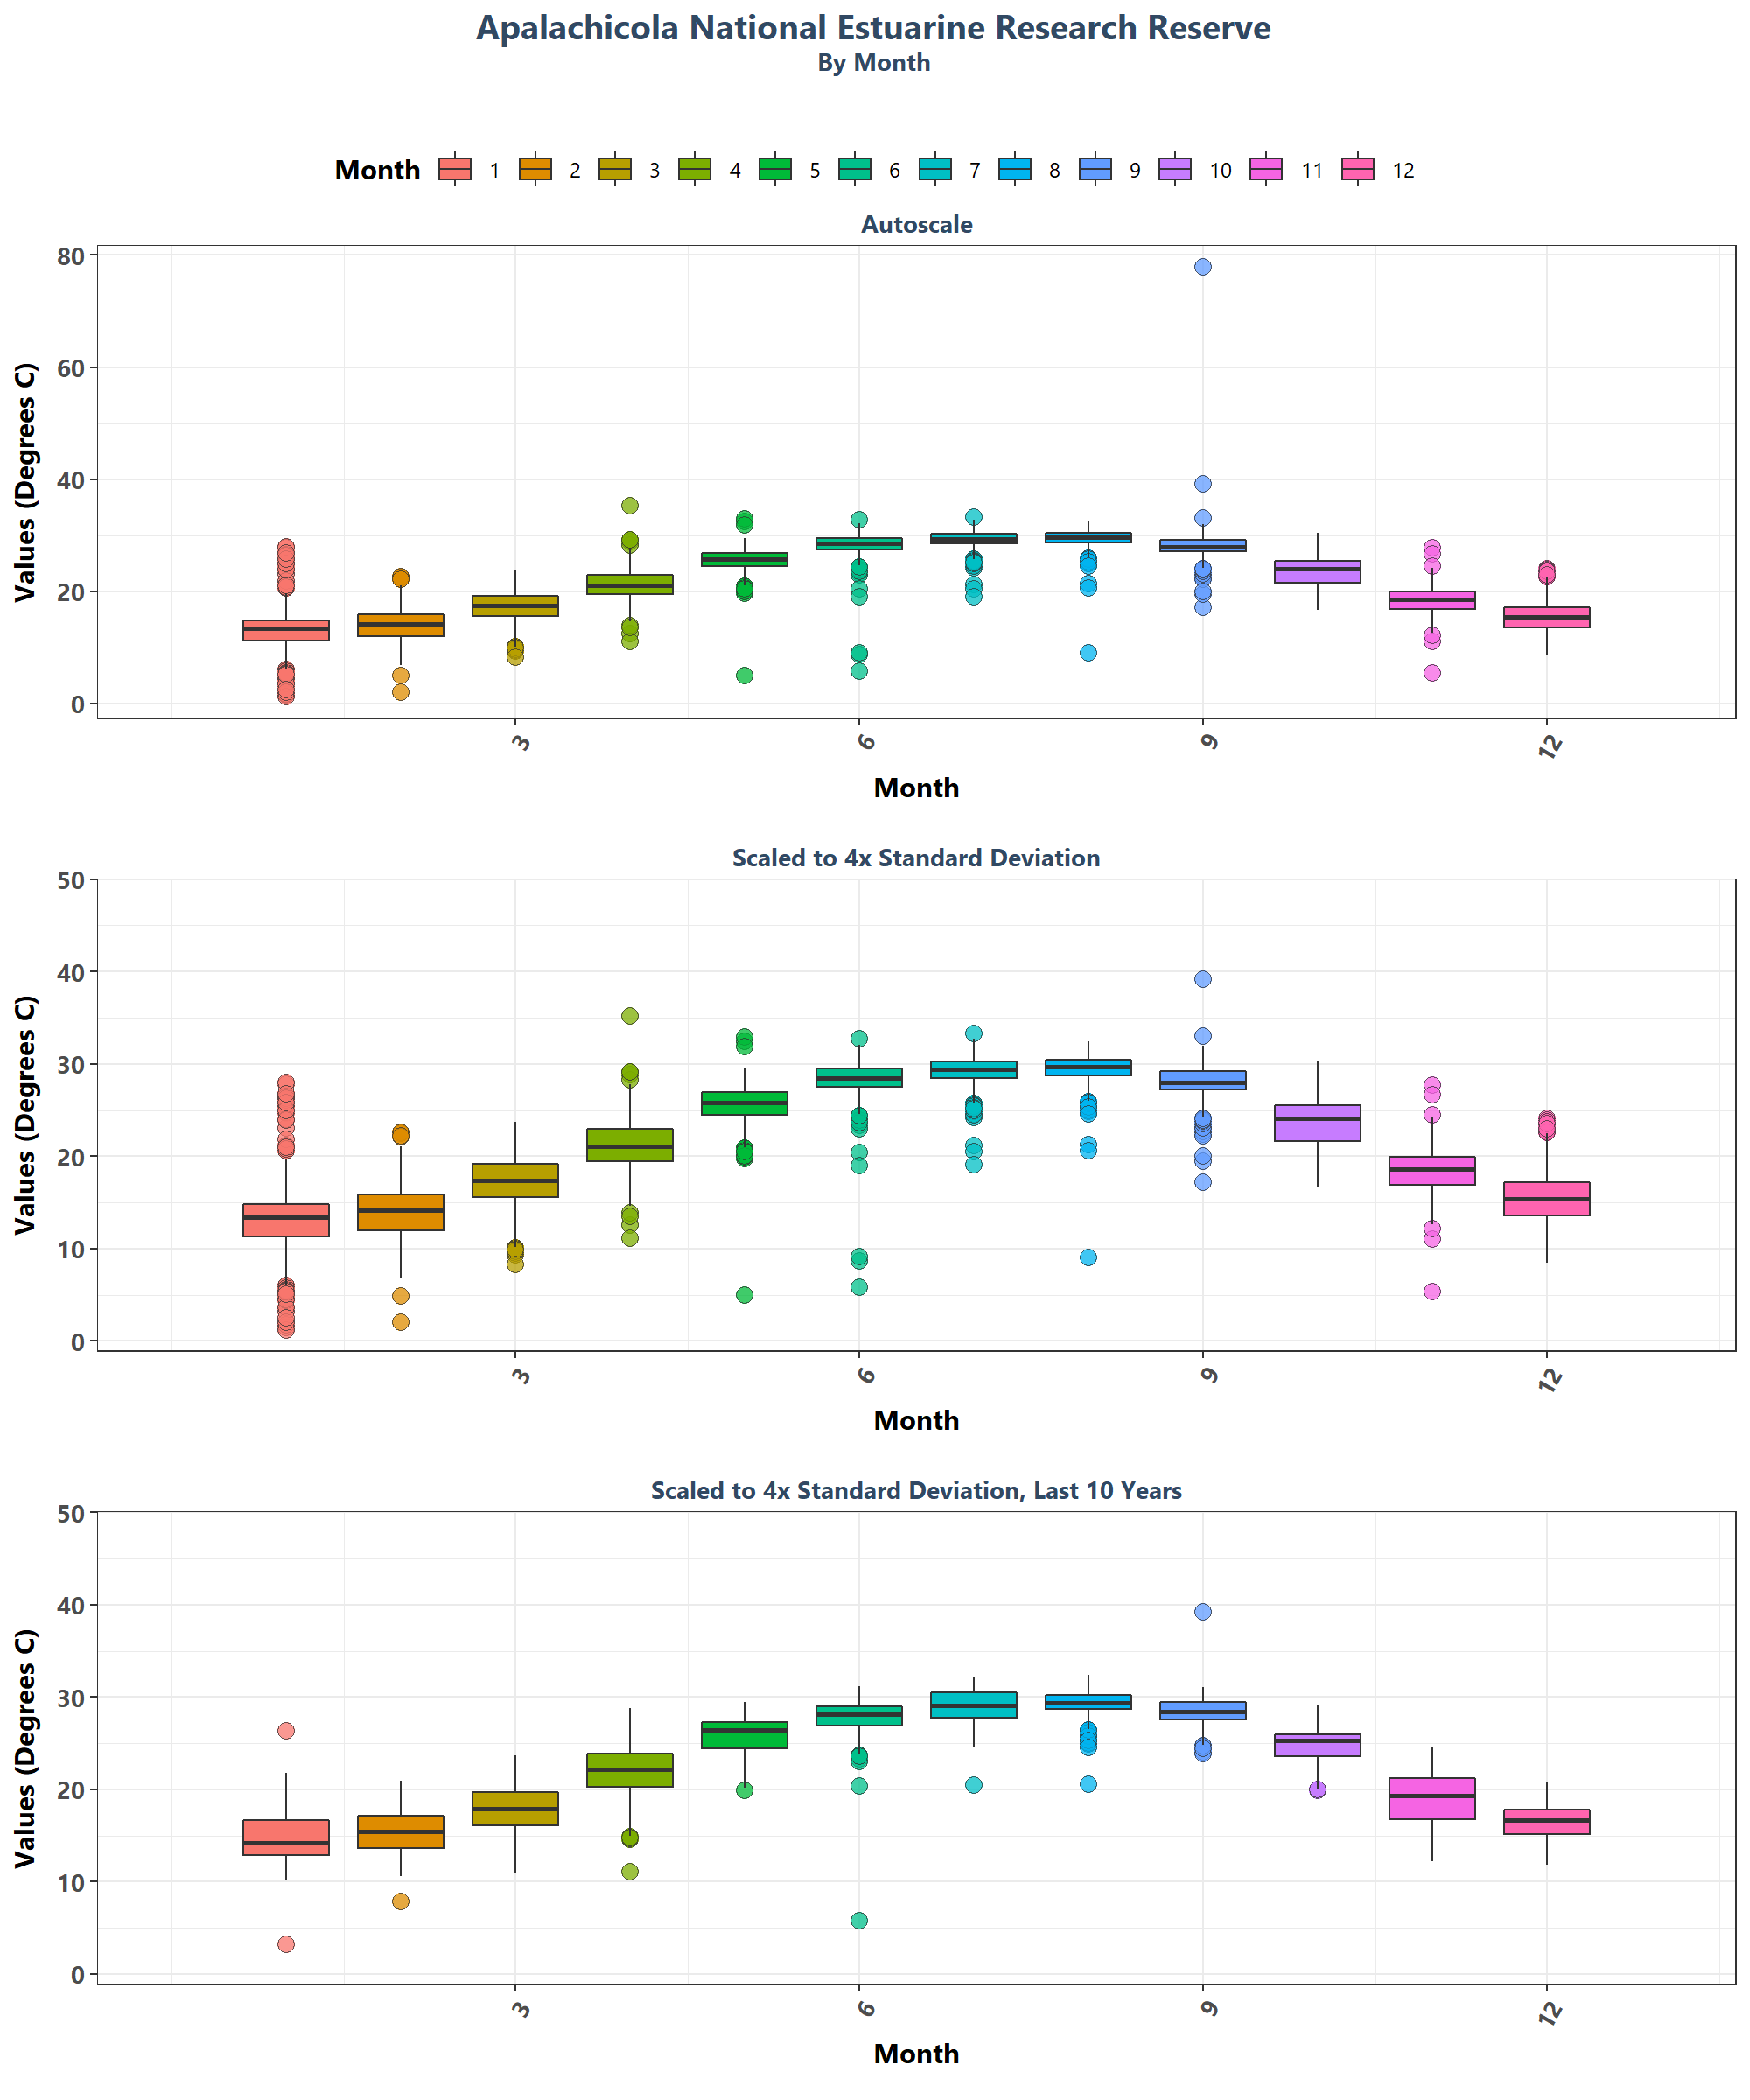 Apalachicola National Estuarine Research Reserve
By Month
Month 1 2 3 4 5 6 7 8 9 10 11 12
Autoscale
Values (Degrees C)
80
60
40
20
0
3 6 9 12
Month
Scaled to 4x Standard Deviation
Values (Degrees C)
50
40
30
20
10
0
3 6 9 12
Month
Scaled to 4x Standard Deviation, Last 10 Years
Values (Degrees C)
50
40
30
20
10
0
3 6 9 12
Month